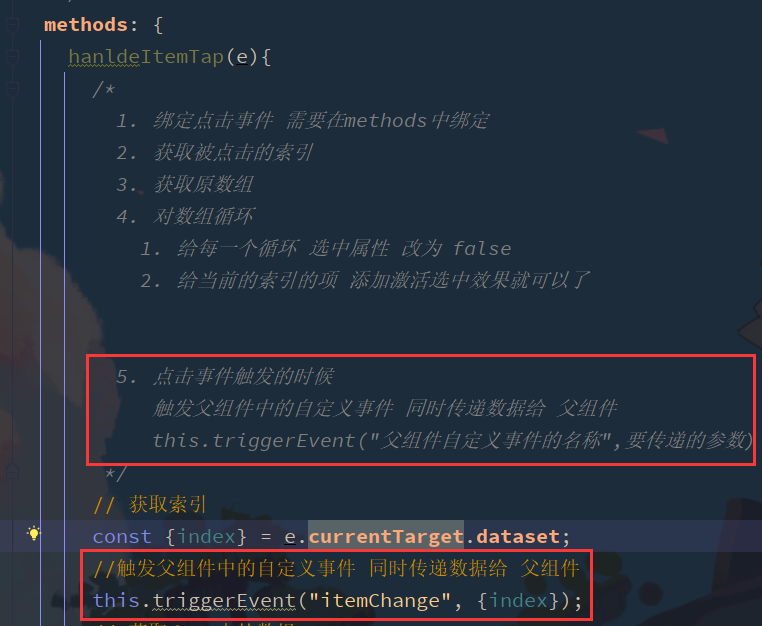 methods: {
hanldeItemTap(e){
/*
1. 绑定点击事件 需要在methods中绑定
2. 获取被点击的索引
3. 获取原数组
4. 对数组循环
1. 给每一个循环 选中属性 改为 false
2. 给当前的索引的项 添加激活选中效果就可以了
5. 点击事件触发的时候
触发父组件中的自定义事件 同时传递数据给 父组件
this.triggerEvent("父组件自定义事件的名称",要传递的参数)
*/
// 获取索引
const {index} = e.currentTarget.dataset;
//触发父组件中的自定义事件 同时传递数据给 父组件
this.triggerEvent("itemChange", {index});